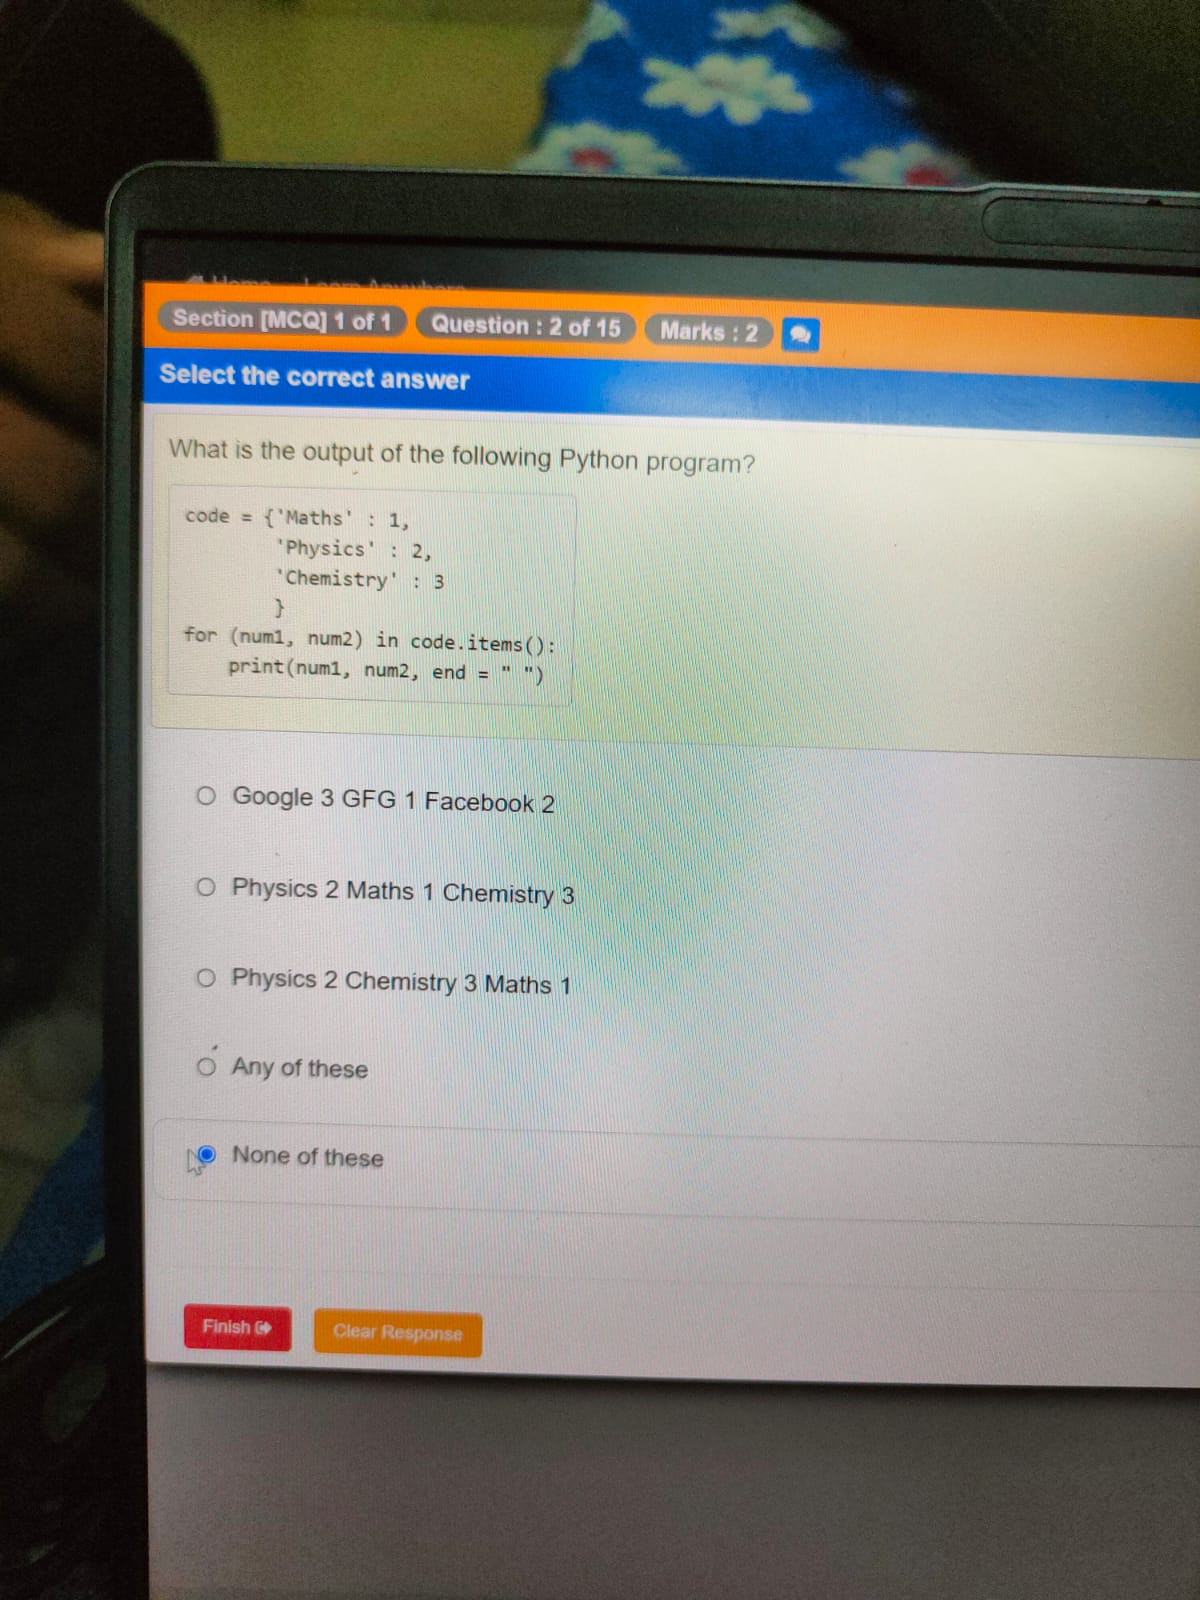 Section [MCQ] 1 of 1 Question : 2 of 15 Marks : 2
Select the correct answer
What is the output of the following Python program?
code = {'Maths' : 1,
'Physics' : 2,
'Chemistry' : 3
}
for (num1, num2) in code.items():
print(num1, num2, end = " ")
Google 3 GFG 1 Facebook 2
Physics 2 Maths 1 Chemistry 3
Physics 2 Chemistry 3 Maths 1
Any of these
None of these
Finish
Clear Response